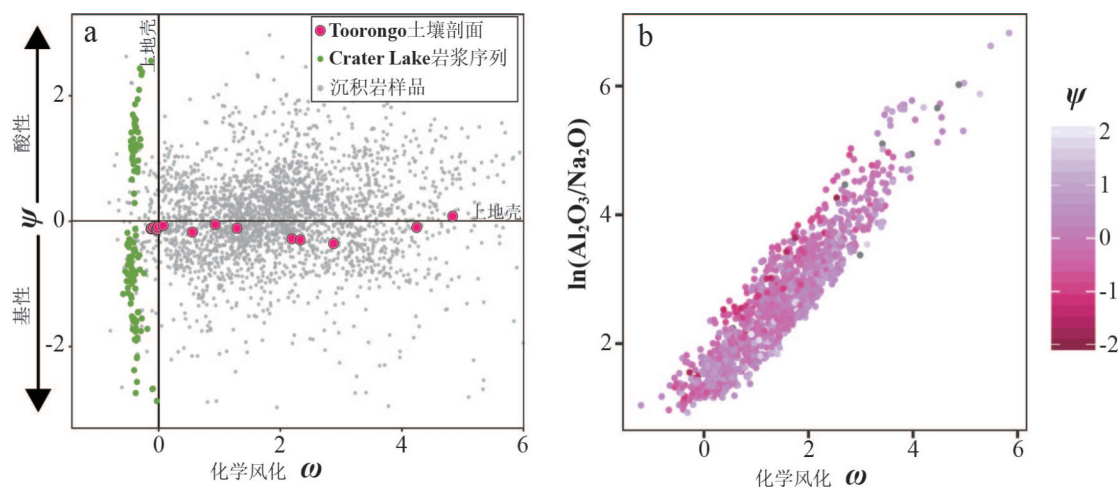 a
上地壳
Toorongo土壤剖面
Crater Lake岩浆序列
沉积岩样品
酸性
ψ
基性
2
0
-2
上地壳
0
2
4
6
化学风化 ω
b
ln(Al₂O₃/Na₂O)
6
4
2
0
2
4
6
化学风化 ω
ψ
2
1
0
-1
-2